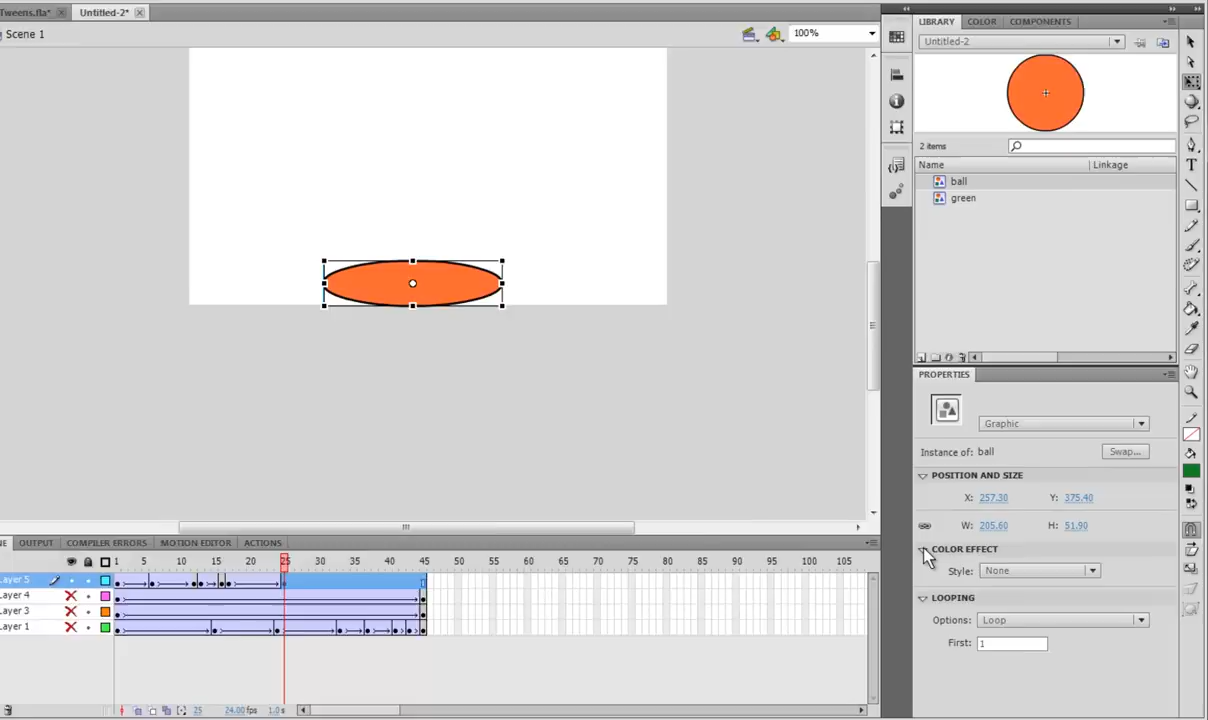 Tweens.fla*
Untitled-2*
Scene 1
100%
LIBRARY
COLOR
COMPONENTS
Untitled-2
2 items
Name
Linkage
ball
green
PROPERTIES
Graphic
Instance of: ball
Swap...
POSITION AND SIZE
X: 257.30 Y: 375.40
W: 205.60 H: 51.90
COLOR EFFECT
Style: None
LOOPING
Options: Loop
First: 1
NE
OUTPUT
COMPILER ERRORS
MOTION EDITOR
ACTIONS
1 5 10 15 20 25 30 35 40 45 50 55 60 65 70 75 80 85 90 95 100 105
Layer 5
Layer 4
Layer 3
Layer 1
25 24.00 fps 1.0 s